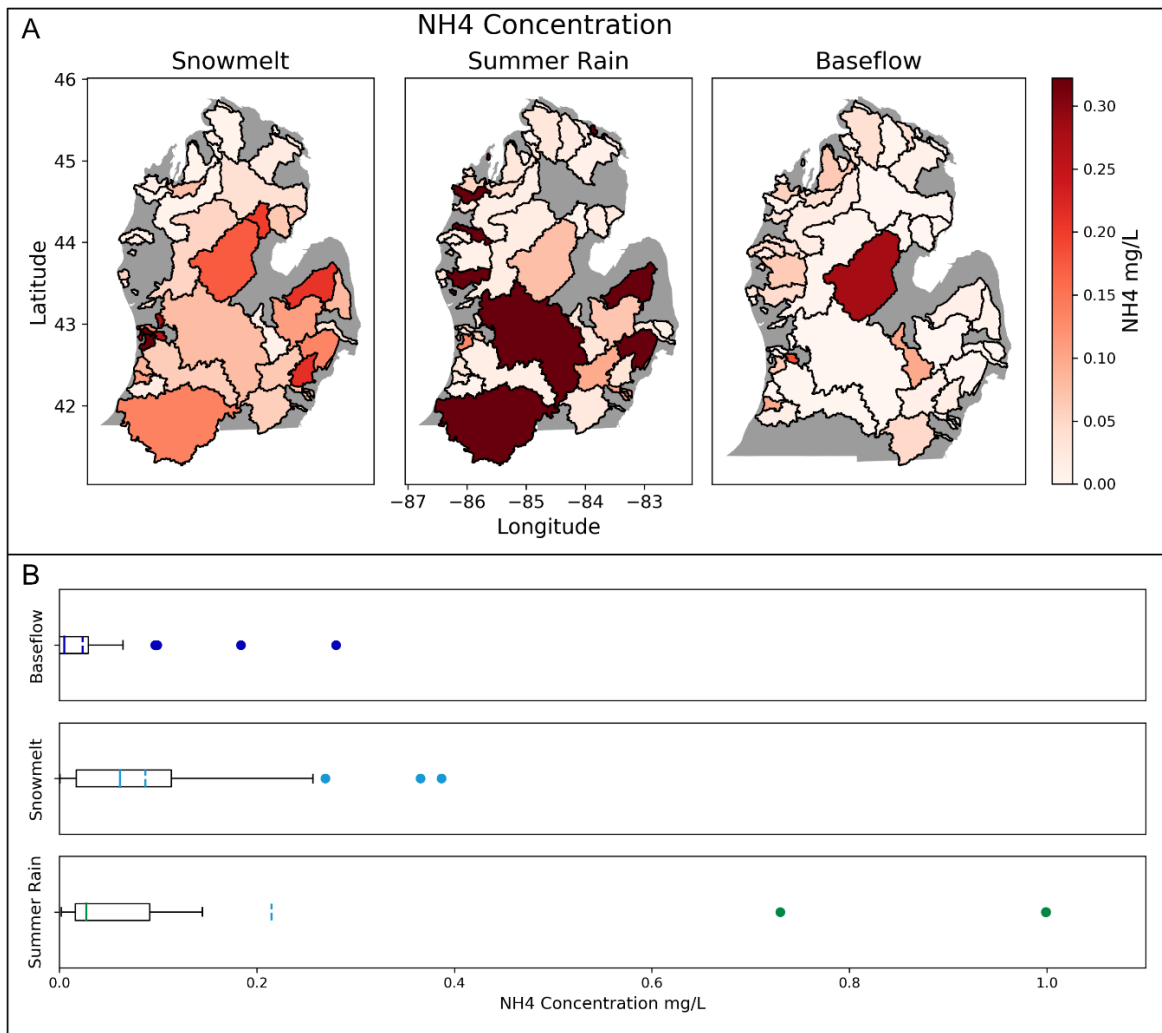 A
NH4 Concentration
Snowmelt
Summer Rain
Baseflow
46
45
44
43
42
Latitude
−87
−86
−85
−84
−83
Longitude
0.30
0.25
0.20
0.15
0.10
0.05
0.00
NH4 mg/L
B
Baseflow
Snowmelt
Summer Rain
0.0
0.2
0.4
0.6
0.8
1.0
NH4 Concentration mg/L